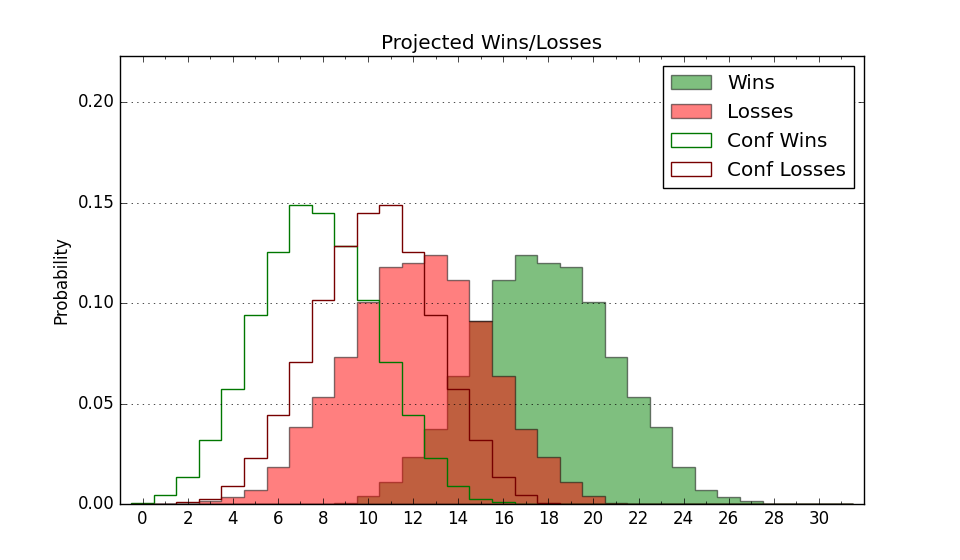 Projected Wins/Losses
Wins
Losses
Conf Wins
Conf Losses
Probability
0.20
0.15
0.10
0.05
0.00
0 2 4 6 8 10 12 14 16 18 20 22 24 26 28 30